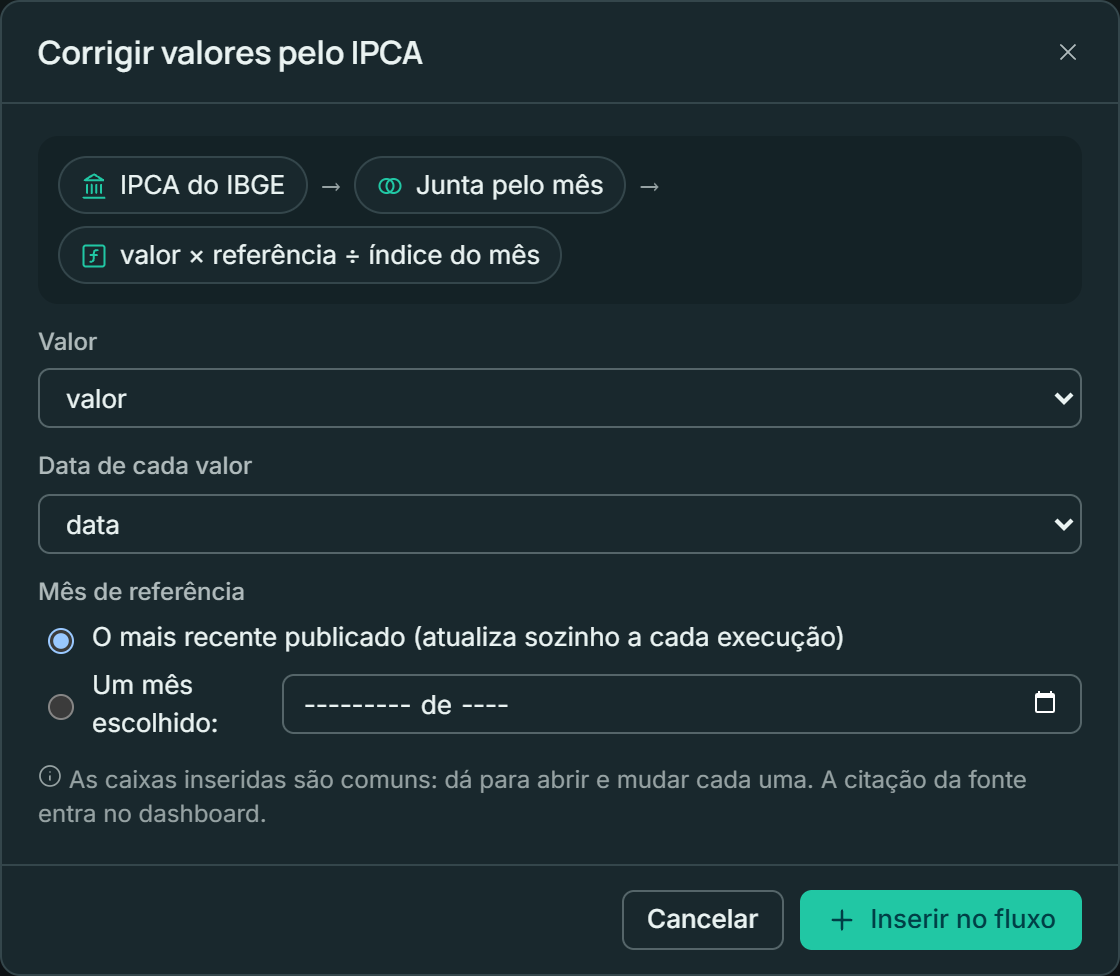 Corrigir valores pelo IPCA
IPCA do IBGE → Junta pelo mês →
valor × referência ÷ índice do mês
Valor
valor
Data de cada valor
data
Mês de referência
O mais recente publicado (atualiza sozinho a cada execução)
Um mês
escolhido:
--------- de ----
As caixas inseridas são comuns: dá para abrir e mudar cada uma. A citação da fonte
entra no dashboard.
Cancelar
+ Inserir no fluxo